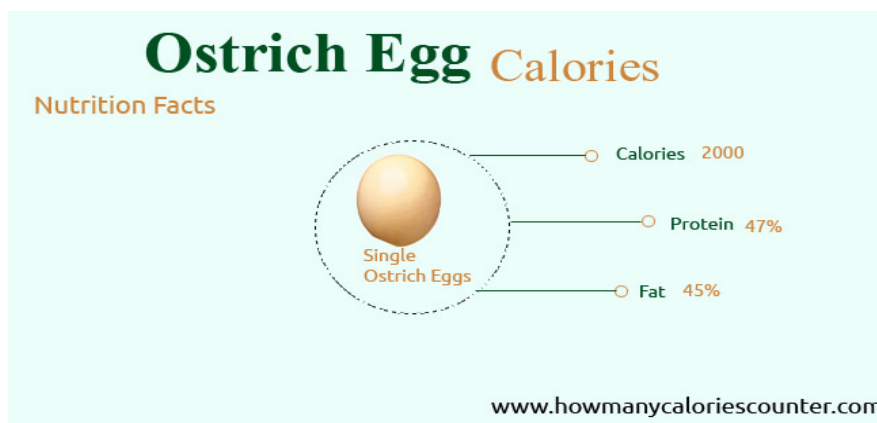 Ostrich Egg Calories
Nutrition Facts
Calories 2000
Protein 47%
Single
Ostrich Eggs
Fat 45%
www.howmanycaloriescounter.com